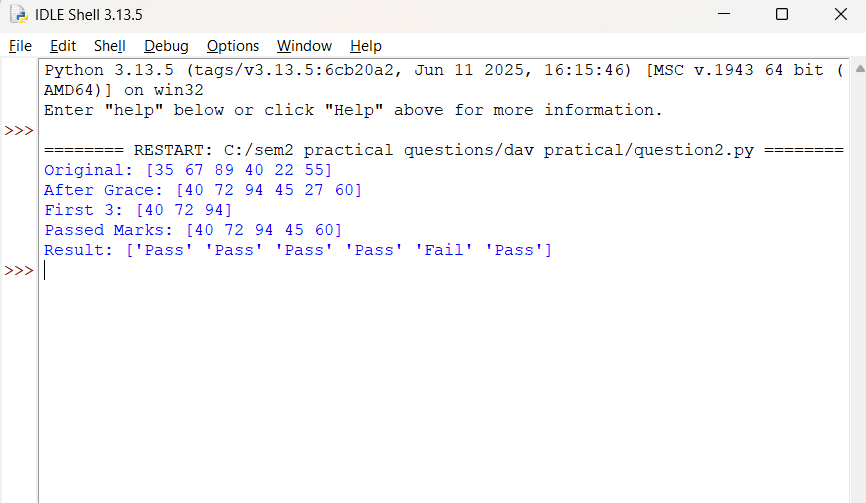 IDLE Shell 3.13.5
File Edit Shell Debug Options Window Help
Python 3.13.5 (tags/v3.13.5:6cb20a2, Jun 11 2025, 16:15:46) [MSC v.1943 64 bit (
AMD64)] on win32
Enter "help" below or click "Help" above for more information.
>>>
======== RESTART: C:/sem2 practical questions/dav pratical/question2.py ========
Original: [35 67 89 40 22 55]
After Grace: [40 72 94 45 27 60]
First 3: [40 72 94]
Passed Marks: [40 72 94 45 60]
Result: ['Pass' 'Pass' 'Pass' 'Pass' 'Fail' 'Pass']
>>>